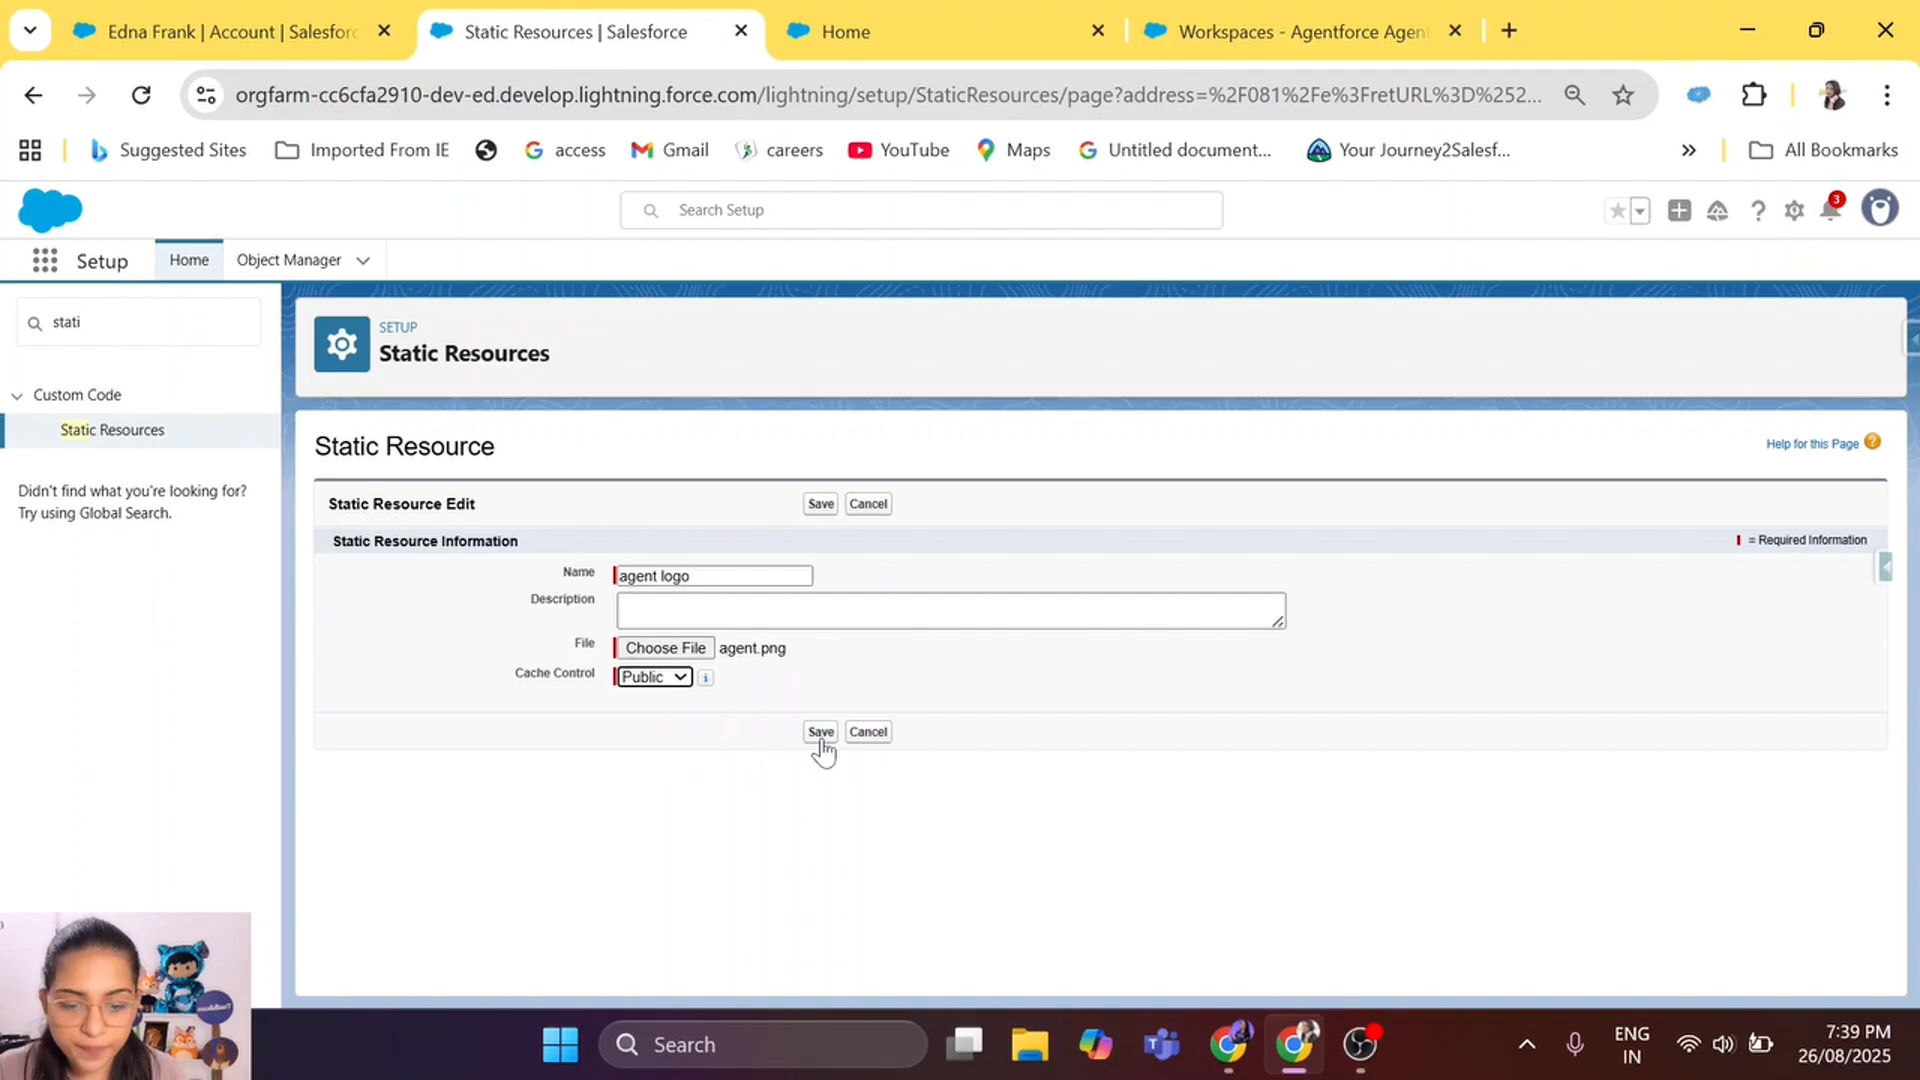 Edna Frank | Account | Salesforc
Static Resources | Salesforce
Home
Workspaces - Agentforce Agen
orgfarm-cc6cfa2910-dev-ed.develop.lightning.force.com/lightning/setup/StaticResources/page?address=%2F081%2Fe%3FretURL%3D%252...
Suggested Sites
Imported From IE
access
Gmail
careers
YouTube
Maps
Untitled document...
Your Journey2Salesf...
»
All Bookmarks
Search Setup
3
Setup
Home
Object Manager
stati
SETUP
Static Resources
Custom Code
Static Resources
Didn't find what you're looking for?
Try using Global Search.
Static Resource
Help for this Page
Static Resource Edit
Save
Cancel
Static Resource Information
= Required Information
Name
agent logo
Description
File
Choose File
agent.png
Cache Control
Public
i
Save
Cancel
Search
ENG
IN
7:39 PM
26/08/2025